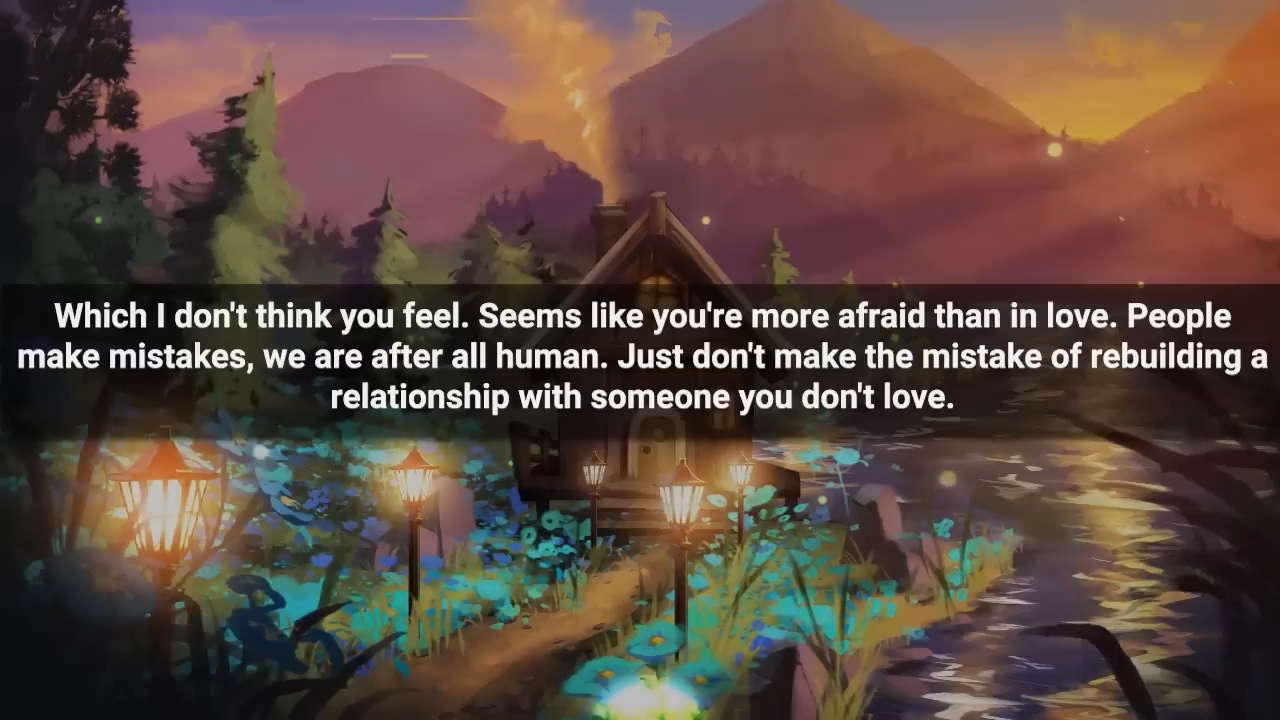 Which I don't think you feel. Seems like you're more afraid than in love. People
make mistakes, we are after all human. Just don't make the mistake of rebuilding a
relationship with someone you don't love.